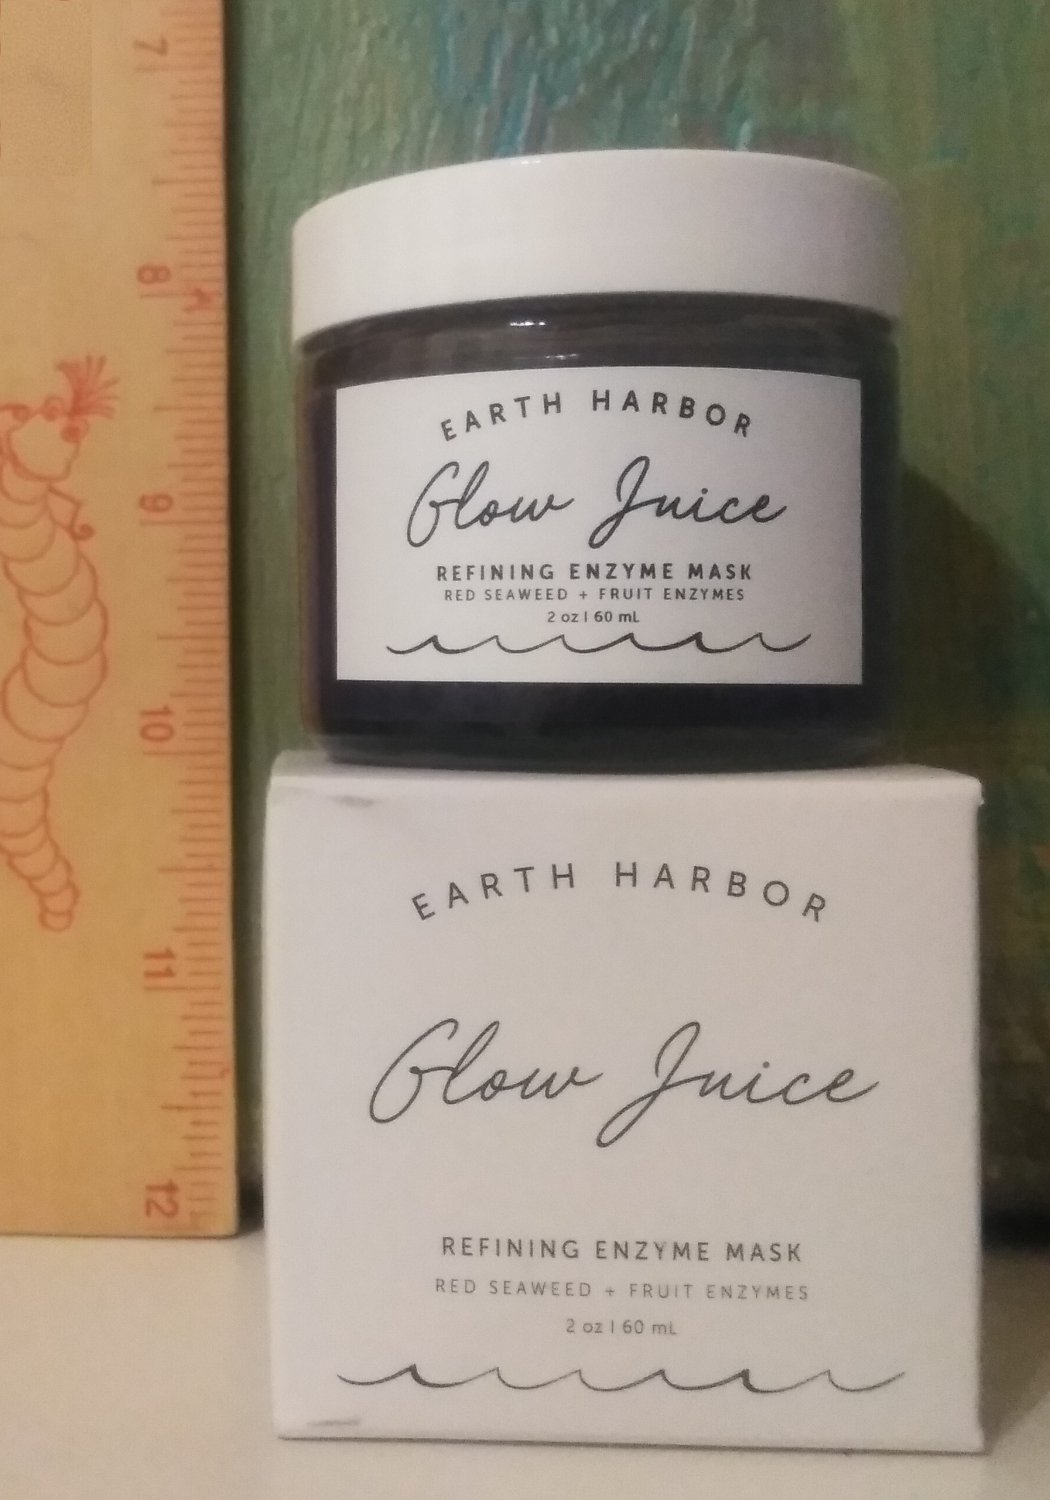 7
8
9
10
11
12
EARTH HARBOR
Glow Juice
REFINING ENZYME MASK
RED SEAWEED + FRUIT ENZYMES
2 oz | 60 mL
EARTH HARBOR
Glow Juice
REFINING ENZYME MASK
RED SEAWEED + FRUIT ENZYMES
2 oz | 60 mL